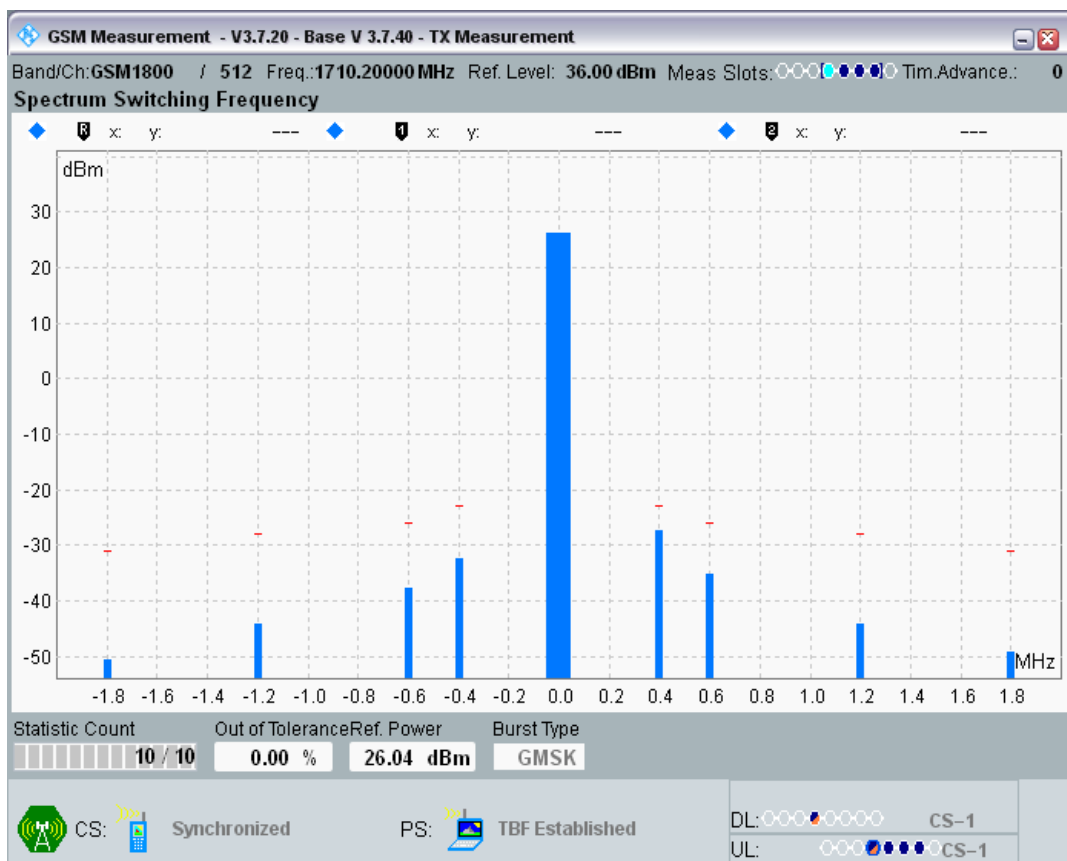 GSM Measurement - V3.7.20 - Base V 3.7.40 - TX Measurement
Band/Ch:GSM1800 / 512 Freq.:1710.20000 MHz Ref. Level: 36.00 dBm Meas Slots: Tim.Advance.: 0
Spectrum Switching Frequency
R x: y: --- 1 x: y: --- 2 x: y: ---
dBm
30
20
10
0
-10
-20
-30
-40
-50
MHz
-1.8 -1.6 -1.4 -1.2 -1.0 -0.8 -0.6 -0.4 -0.2 0.0 0.2 0.4 0.6 0.8 1.0 1.2 1.4 1.6 1.8
Statistic Count Out of Tolerance Ref. Power Burst Type
10 / 10 0.00 % 26.04 dBm GMSK
CS: Synchronized PS: TBF Established
DL: CS-1
UL: CS-1